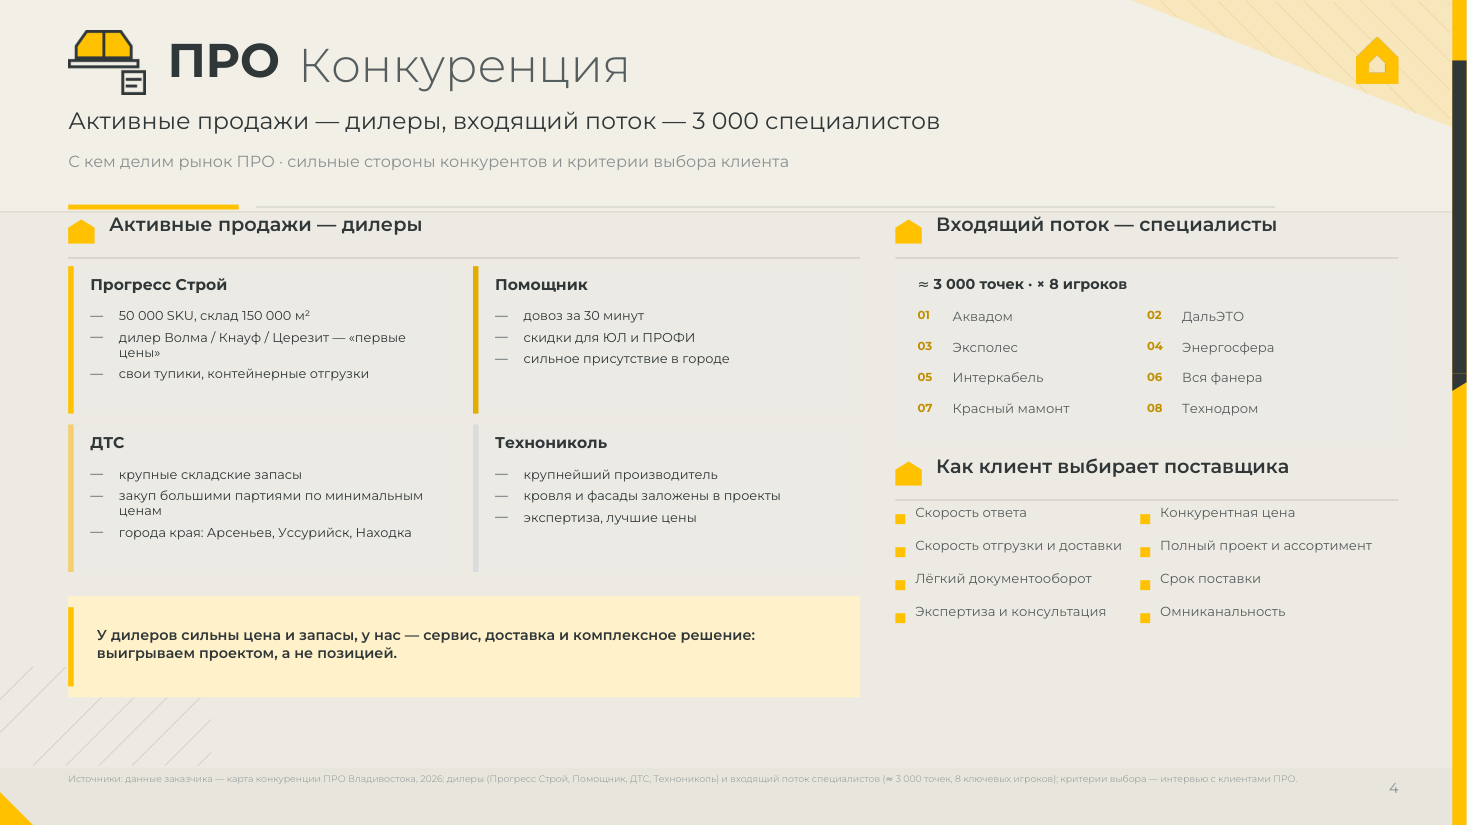 ПРО Конкуренция
Активные продажи — дилеры, входящий поток — 3 000 специалистов
С кем делим рынок ПРО · сильные стороны конкурентов и критерии выбора клиента
Активные продажи — дилеры
Прогресс Строй
— 50 000 SKU, склад 150 000 м²
— дилер Волма / Кнауф / Церезит — «первые
цены»
— свои тупики, контейнерные отгрузки
Помощник
— довоз за 30 минут
— скидки для ЮЛ и ПРОФИ
— сильное присутствие в городе
ДТС
— крупные складские запасы
— закуп большими партиями по минимальным
ценам
— города края: Арсеньев, Уссурийск, Находка
Технониколь
— крупнейший производитель
— кровля и фасады заложены в проекты
— экспертиза, лучшие цены
У дилеров сильны цена и запасы, у нас — сервис, доставка и комплексное решение:
выигрываем проектом, а не позицией.
Входящий поток — специалисты
≈ 3 000 точек · × 8 игроков
01 Аквадом 02 ДальЭТО
03 Эксполес 04 Энергосфера
05 Интеркабель 06 Вся фанера
07 Красный мамонт 08 Технодром
Как клиент выбирает поставщика
Скорость ответа Конкурентная цена
Скорость отгрузки и доставки Полный проект и ассортимент
Лёгкий документооборот Срок поставки
Экспертиза и консультация Омниканальность
Источники: данные заказчика — карта конкуренции ПРО Владивостока, 2026: дилеры (Прогресс Строй, Помощник, ДТС, Технониколь) и входящий поток специалистов (≈ 3 000 точек, 8 ключевых игроков); критерии выбора — интервью с клиентами ПРО.
4